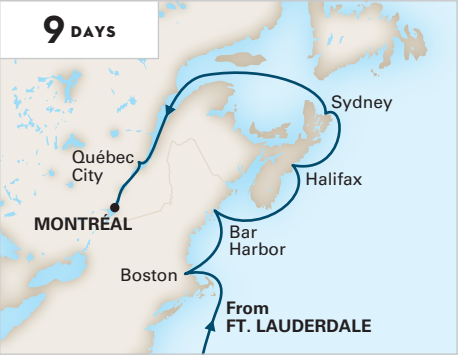 9 DAYS
Sydney
Québec
City
Halifax
MONTRÉAL
Bar
Harbor
Boston
From
FT. LAUDERDALE